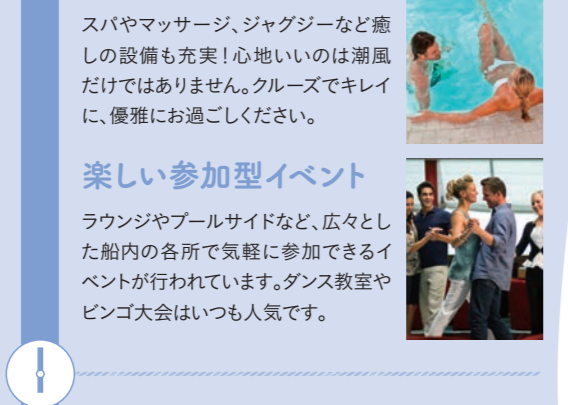 スパやマッサージ、ジャグジーなど癒
しの設備も充実！心地いいのは潮風
だけではありません。クルーズでキレイ
に、優雅にお過ごしください。
楽しい参加型イベント
ラウンジやプールサイドなど、広々とし
た船内の各所で気軽に参加できるイ
ベントが行われています。ダンス教室や
ビンゴ大会はいつも人気です。